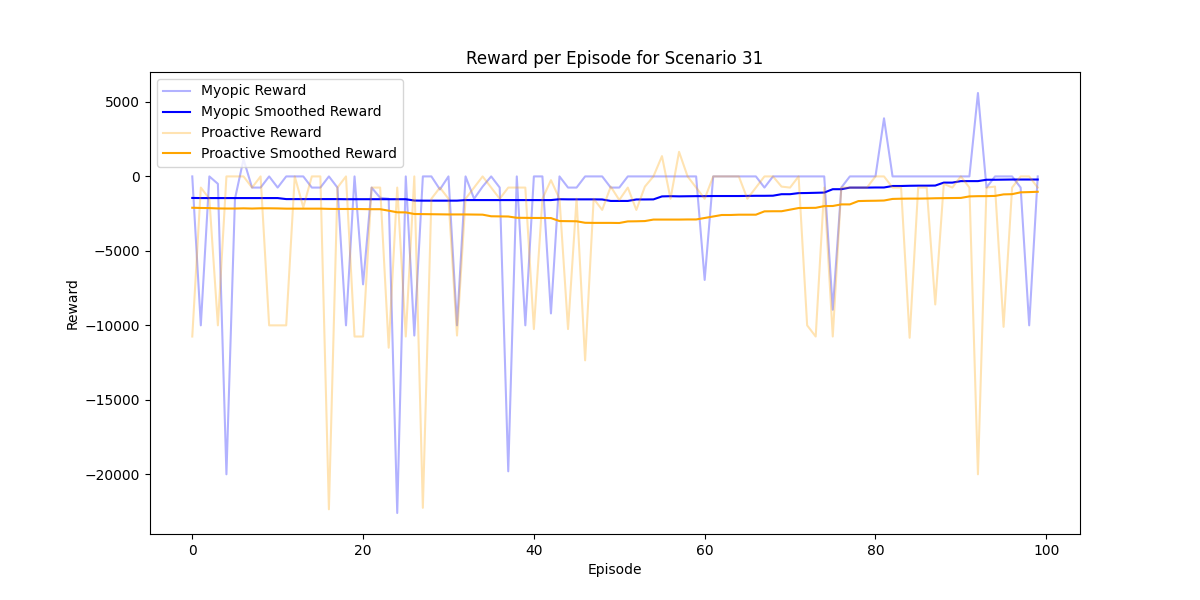 Reward per Episode for Scenario 31
Myopic Reward
Myopic Smoothed Reward
Proactive Reward
Proactive Smoothed Reward
5000
0
−5000
−10000
−15000
−20000
Reward
0 20 40 60 80 100
Episode